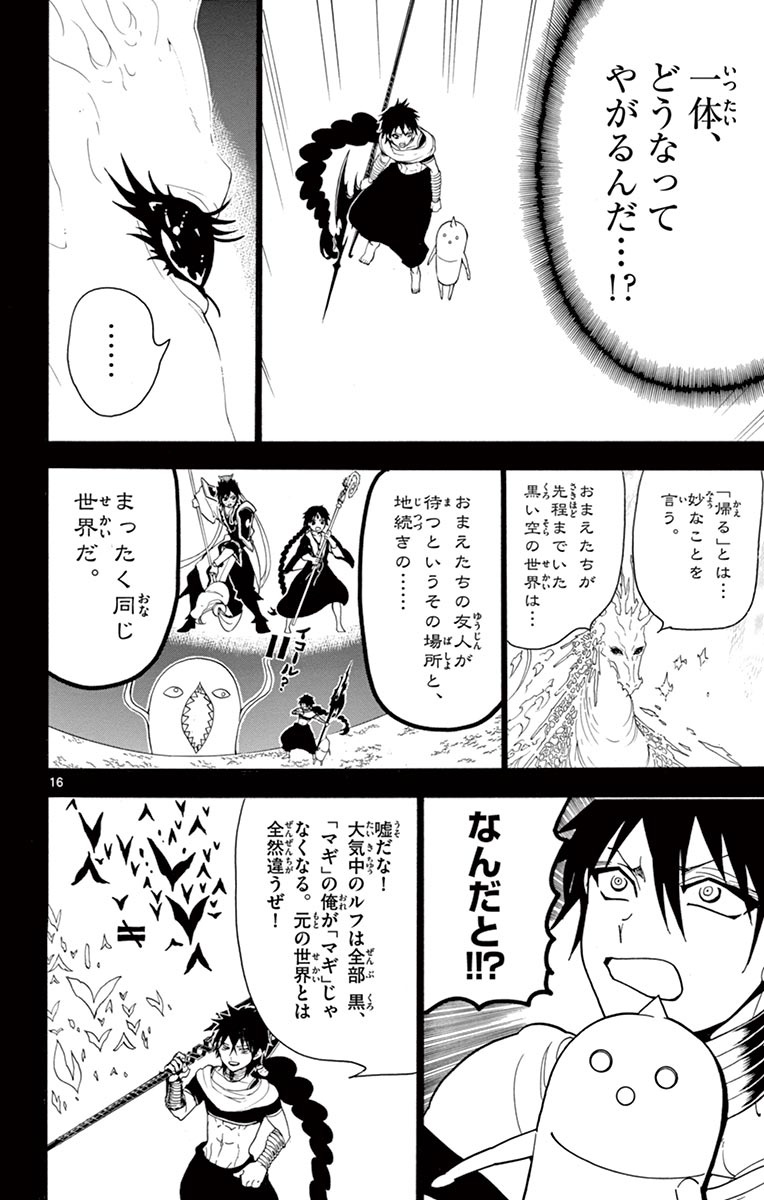 一体、
どうなって
やがるんだ…!?
……
「帰る」とは…
妙なことを
言う。
おまえたちが
先程までいた
黒い空の世界は…
おまえたちの友人が
待つというその場所と、
地続きの……
イコール?
=
まったく同じ
世界だ。
16
なんだと!!?
嘘だな!
大気中のルフは全部黒、
「マギ」の俺が「マギ」じゃ
なくなる。元の世界とは
全然違うぜ!
≠